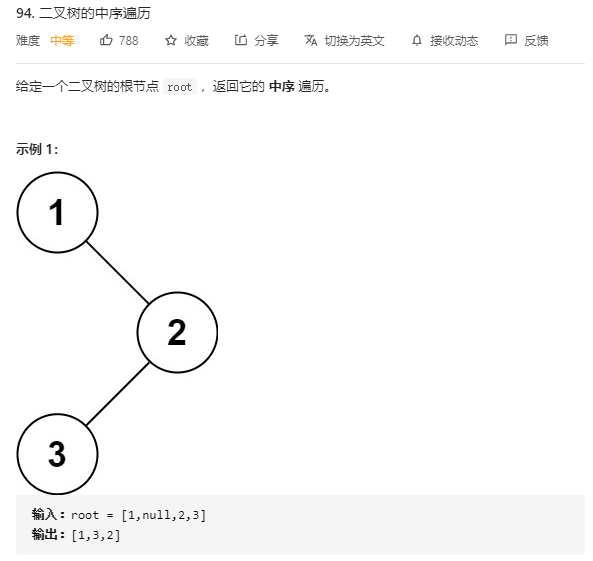 94. 二叉树的中序遍历
难度 中等 788 收藏 分享 切换为英文 接收动态 反馈
给定一个二叉树的根节点 root ，返回它的 中序 遍历。
示例 1：
1
2
3
输入：root = [1,null,2,3]
输出：[1,3,2]